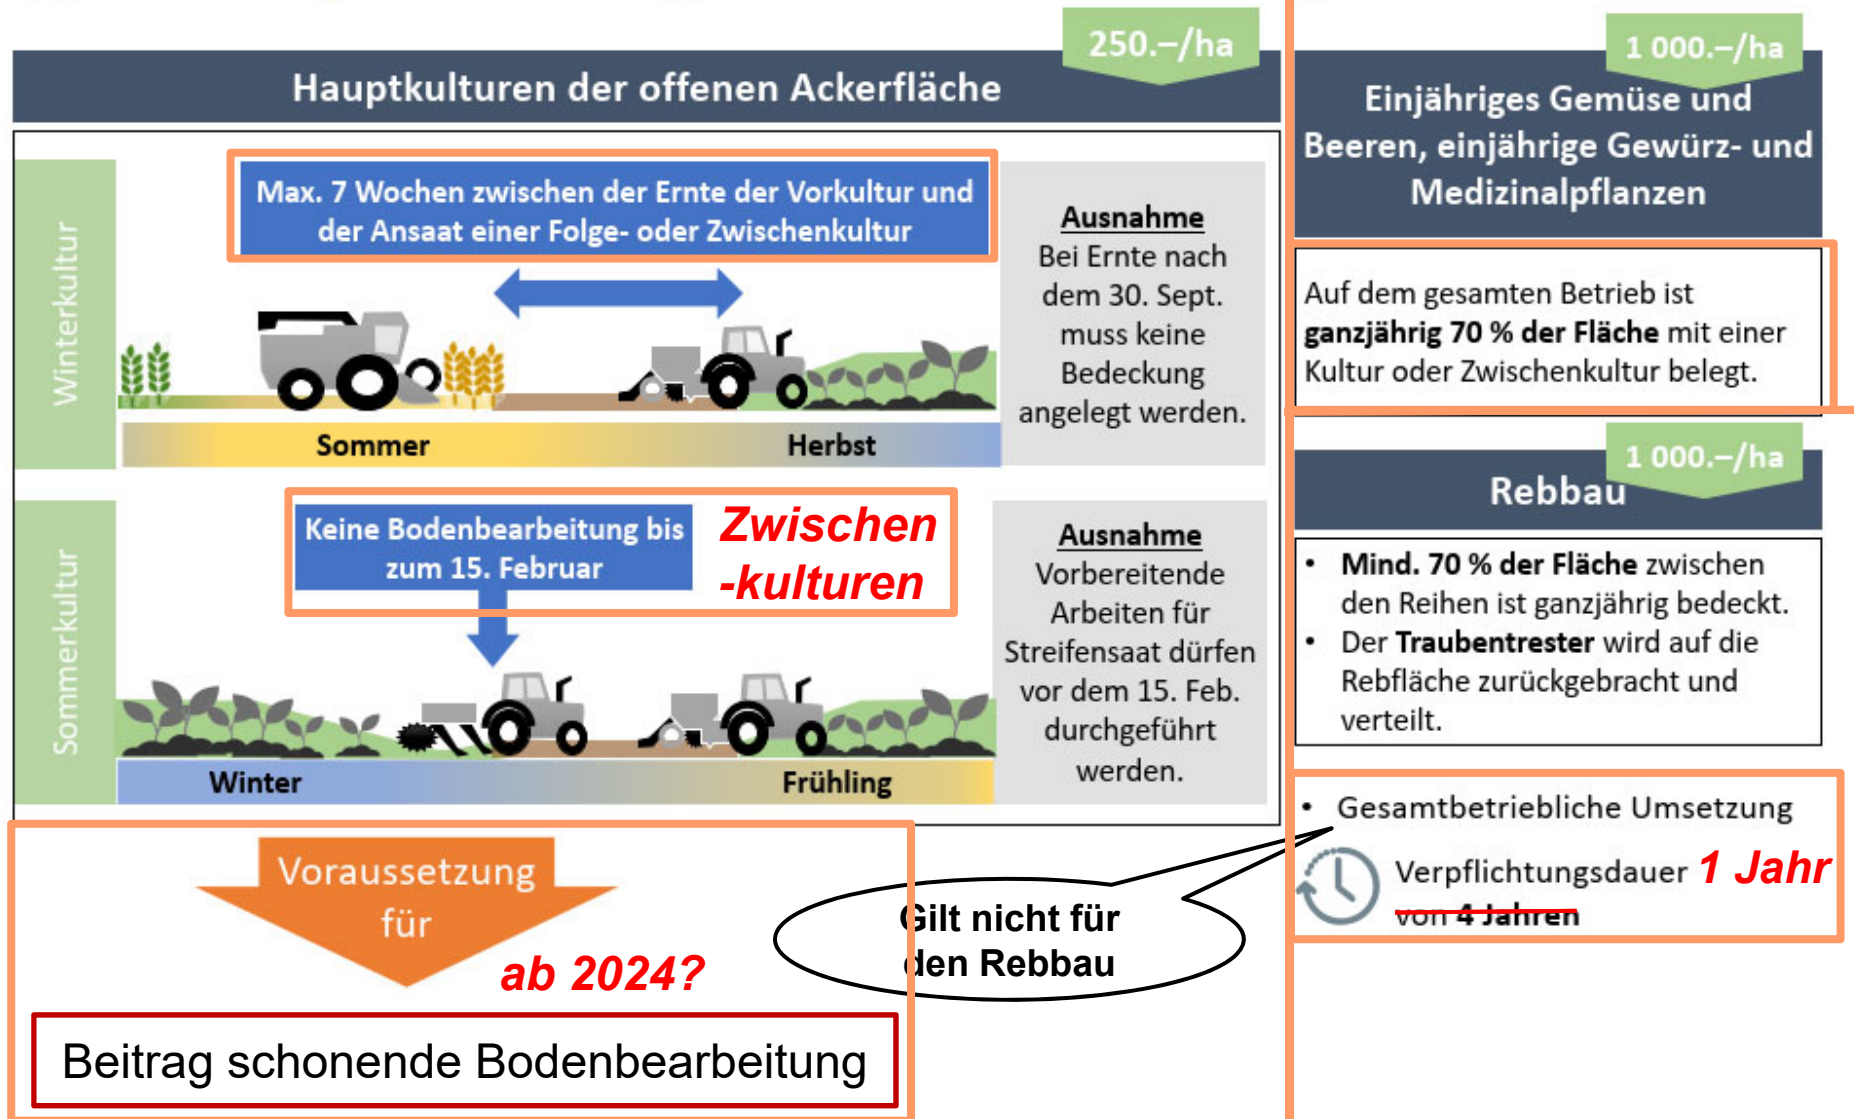 250.–/ha
Hauptkulturen der offenen Ackerfläche
Winterkultur
Max. 7 Wochen zwischen der Ernte der Vorkultur und
der Ansaat einer Folge- oder Zwischenkultur
Ausnahme
Bei Ernte nach
dem 30. Sept.
muss keine
Bedeckung
angelegt werden.
Sommer
Herbst
Sommerkultur
Keine Bodenbearbeitung bis
zum 15. Februar
Zwischen
-kulturen
Ausnahme
Vorbereitende
Arbeiten für
Streifensaat dürfen
vor dem 15. Feb.
durchgeführt
werden.
Winter
Frühling
Voraussetzung
für
ab 2024?
Beitrag schonende Bodenbearbeitung
1 000.–/ha
Einjähriges Gemüse und
Beeren, einjährige Gewürz- und
Medizinalpflanzen
Auf dem gesamten Betrieb ist
ganzjährig 70 % der Fläche mit einer
Kultur oder Zwischenkultur belegt.
1 000.–/ha
Rebbau
• Mind. 70 % der Fläche zwischen
den Reihen ist ganzjährig bedeckt.
• Der Traubentrester wird auf die
Rebfläche zurückgebracht und
verteilt.
• Gesamtbetriebliche Umsetzung
Verpflichtungsdauer 1 Jahr
von 4 Jahren
Gilt nicht für
den Rebbau